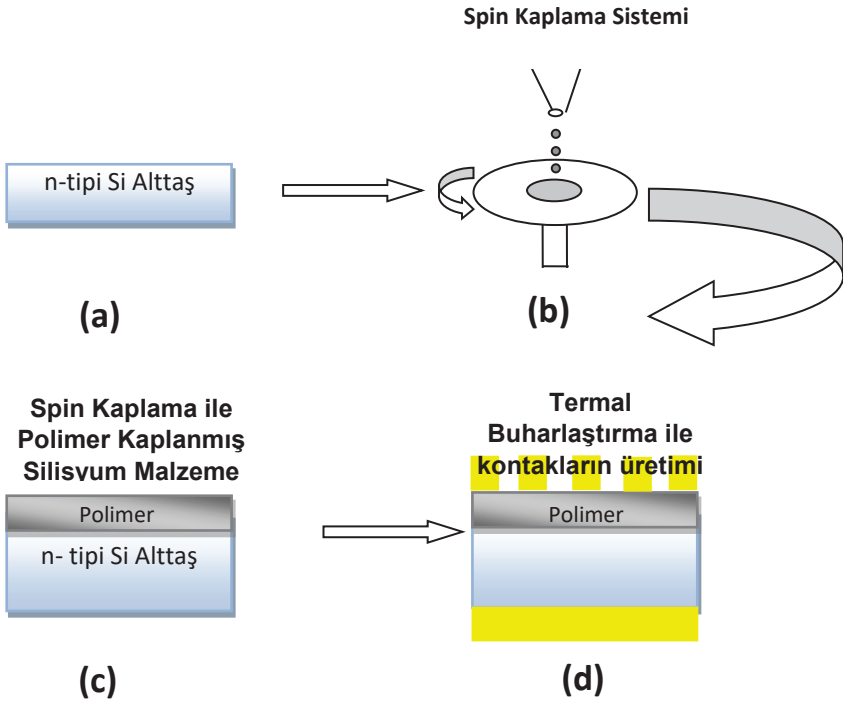 Spin Kaplama Sistemi
n-tipi Si Alttaş
(a)
(b)
Spin Kaplama ile
Polimer Kaplanmış
Silisyum Malzeme
Polimer
n- tipi Si Alttaş
(c)
Termal
Buharlaştırma ile
kontakların üretimi
Polimer
(d)